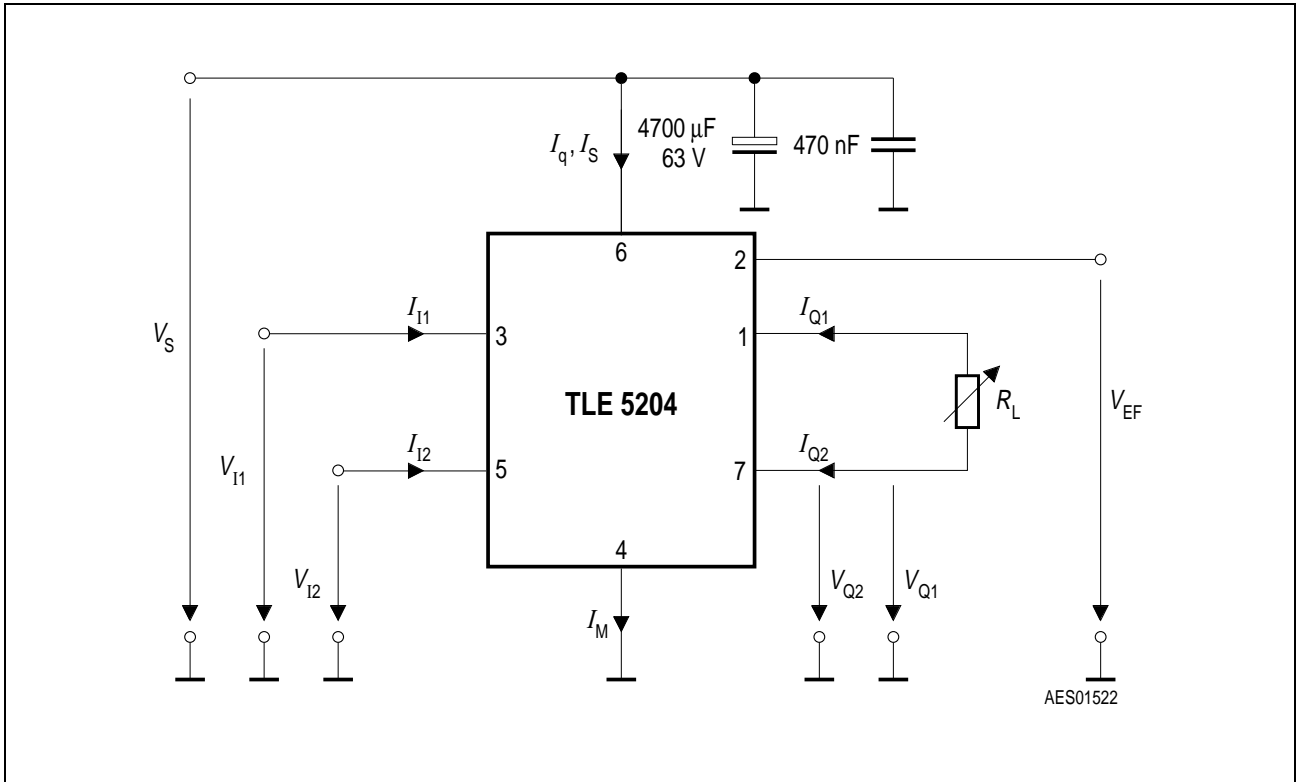 I_q, I_S
4700 μF
63 V
470 nF
6
2
I_I1
3
I_Q1
1
V_S
TLE 5204
R_L
V_EF
I_I2
5
I_Q2
7
V_I1
4
V_I2
V_Q2
V_Q1
I_M
AES01522